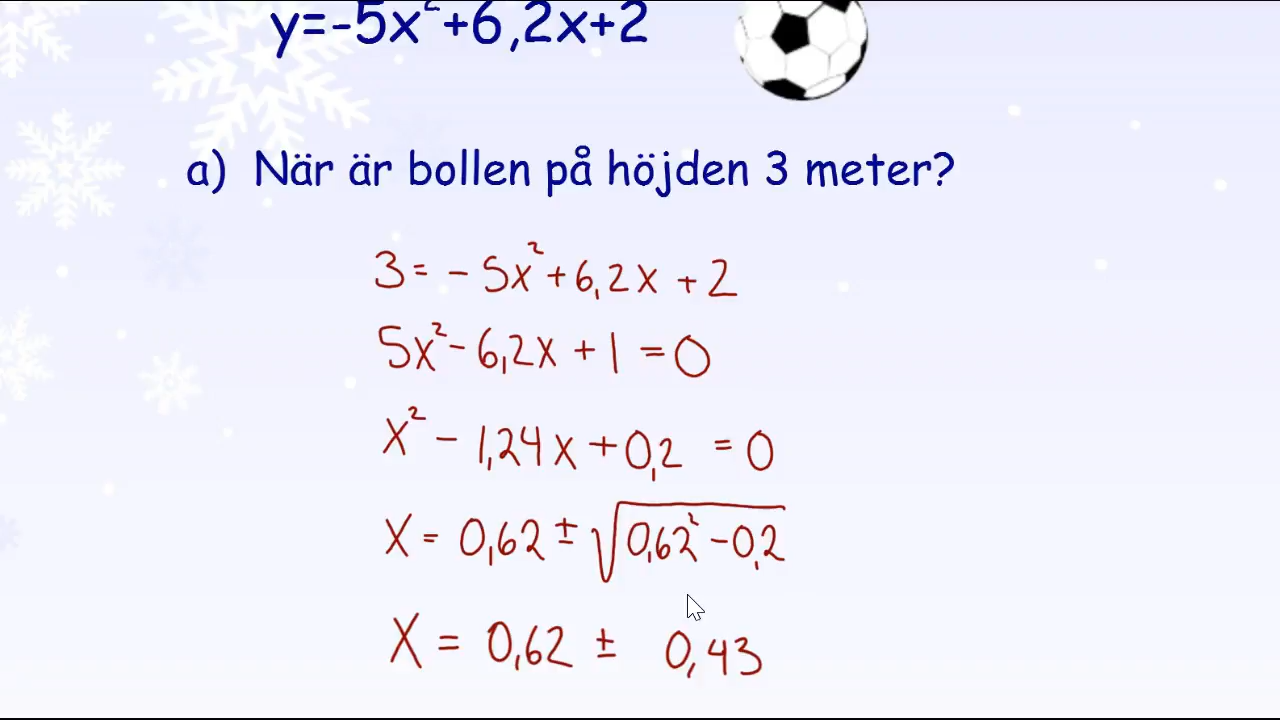 y=-5x²+6,2x+2
a) När är bollen på höjden 3 meter?
3 = - 5x² + 6,2x + 2
5x² - 6,2x + 1 = 0
x² - 1,24x + 0,2 = 0
x = 0,62 ± √(0,62² - 0,2)
x = 0,62 ± 0,43